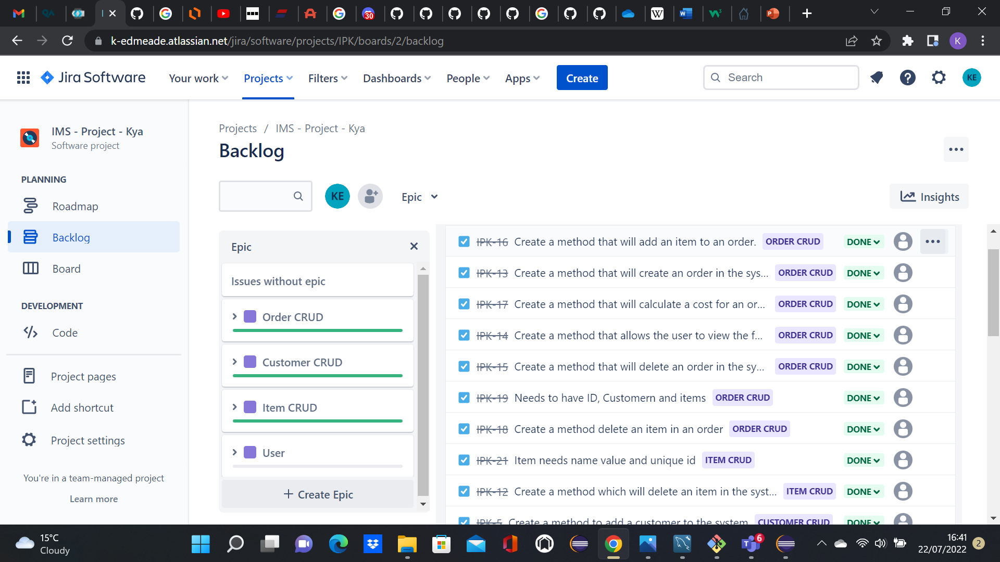 30
k-edmeade.atlassian.net/jira/software/projects/IPK/boards/2/backlog
K
Jira Software
Your work
Projects
Filters
Dashboards
People
Apps
Create
Search
KE
IMS - Project - Kya
Software project
PLANNING
Roadmap
Backlog
Board
DEVELOPMENT
Code
Project pages
Add shortcut
Project settings
You're in a team-managed project
Learn more
Projects / IMS - Project - Kya
Backlog
KE
Epic
Insights
Epic
Issues without epic
Order CRUD
Customer CRUD
Item CRUD
User
+ Create Epic
IPK-16 Create a method that will add an item to an order. ORDER CRUD DONE
IPK-13 Create a method that will create an order in the sys... ORDER CRUD DONE
IPK-17 Create a method that will calculate a cost for an or... ORDER CRUD DONE
IPK-14 Create a method that allows the user to view the f... ORDER CRUD DONE
IPK-15 Create a method that will delete an order in the sy... ORDER CRUD DONE
IPK-19 Needs to have ID, Customern and items ORDER CRUD DONE
IPK-18 Create a method delete an item in an order ORDER CRUD DONE
IPK-21 Item needs name value and unique id ITEM CRUD DONE
IPK-12 Create a method which will delete an item in the syst... ITEM CRUD DONE
IPK-5 Create a method to add a customer to the system CUSTOMER CRUD DONE
15°C
Cloudy
6
16:41
22/07/2022
2